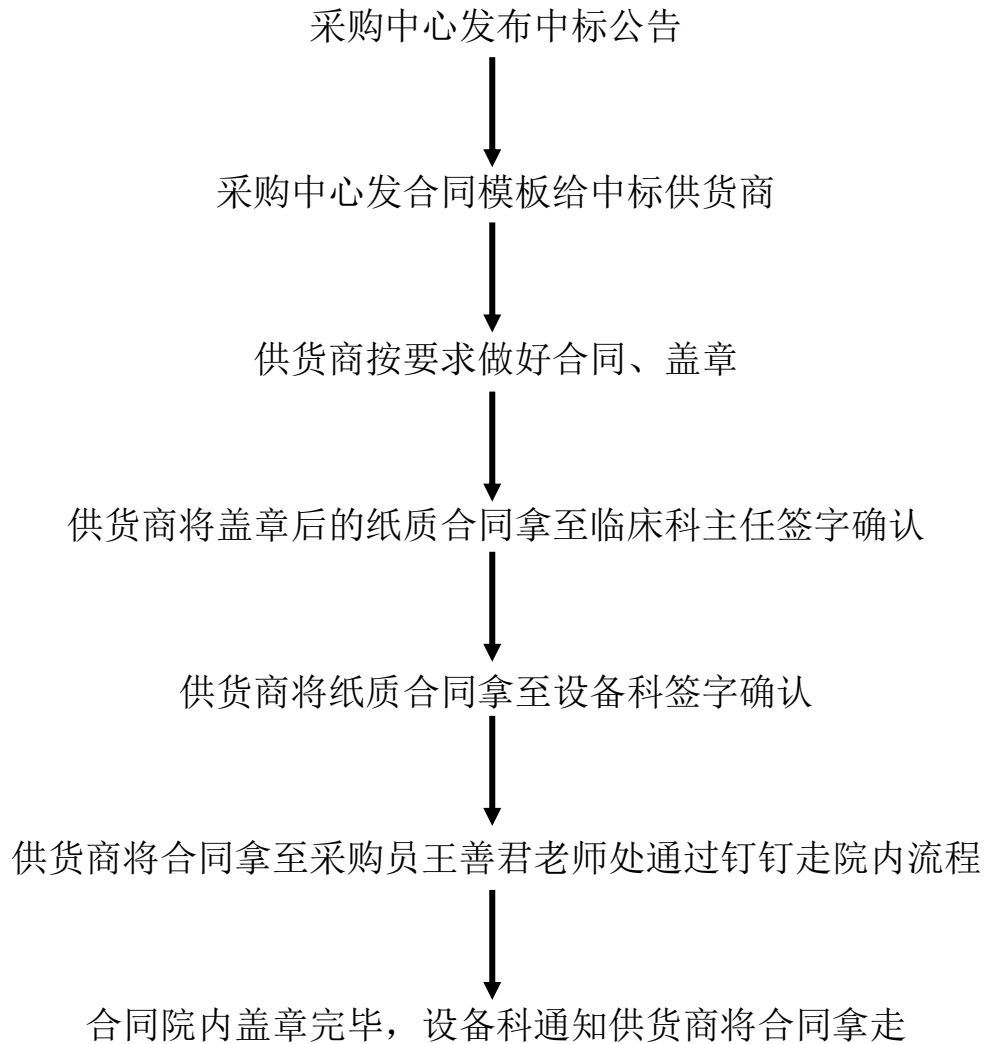 采购中心发布中标公告
采购中心发合同模板给中标供货商
供货商按要求做好合同、盖章
供货商将盖章后的纸质合同拿至临床科主任签字确认
供货商将纸质合同拿至设备科签字确认
供货商将合同拿至采购员王善君老师处通过钉钉走院内流程
合同院内盖章完毕，设备科通知供货商将合同拿走